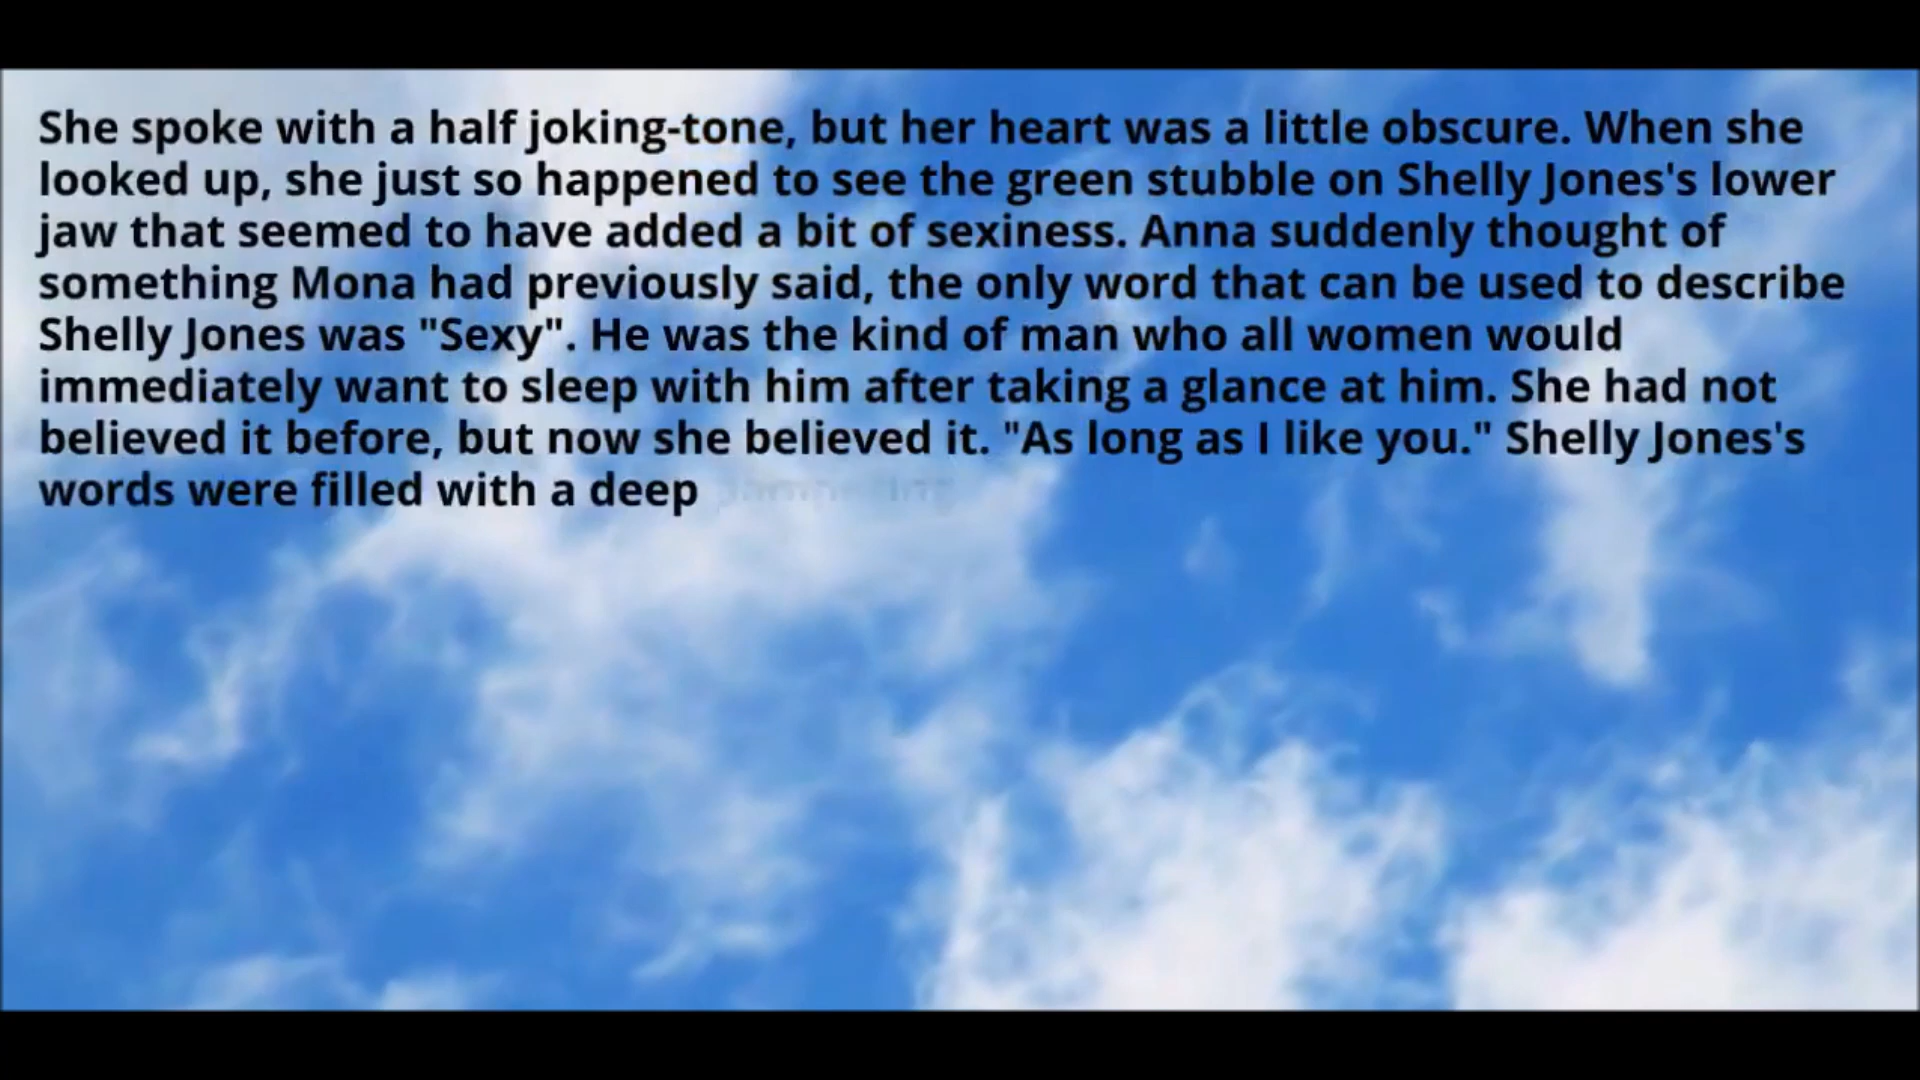 She spoke with a half joking-tone, but her heart was a little obscure. When she
looked up, she just so happened to see the green stubble on Shelly Jones's lower
jaw that seemed to have added a bit of sexiness. Anna suddenly thought of
something Mona had previously said, the only word that can be used to describe
Shelly Jones was "Sexy". He was the kind of man who all women would
immediately want to sleep with him after taking a glance at him. She had not
believed it before, but now she believed it. "As long as I like you." Shelly Jones's
words were filled with a deep